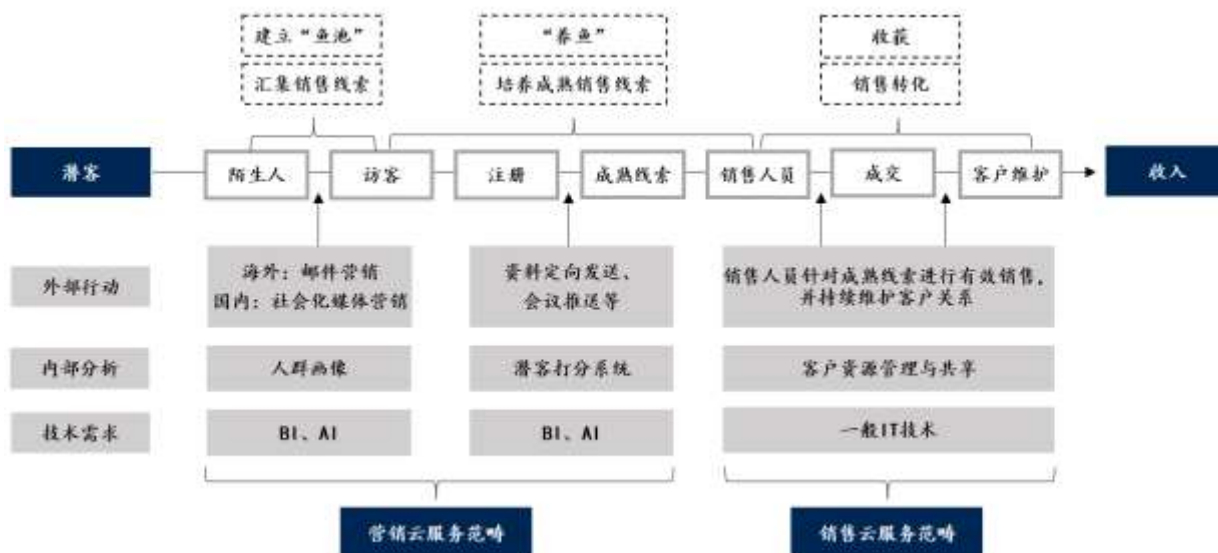 建立“鱼池”
“养鱼”
收获
汇集销售线索
培养成熟销售线索
销售转化
潜客
陌生人
访客
注册
成熟线索
销售人员
成交
客户维护
收入
外部行动
海外：邮件营销
国内：社会化媒体营销
资料定向发送、
会议推送等
销售人员针对成熟线索进行有效销售，
并持续维护客户关系
内部分析
人群画像
潜客打分系统
客户资源管理与共享
技术需求
BI、AI
BI、AI
一般IT技术
营销云服务范畴
销售云服务范畴